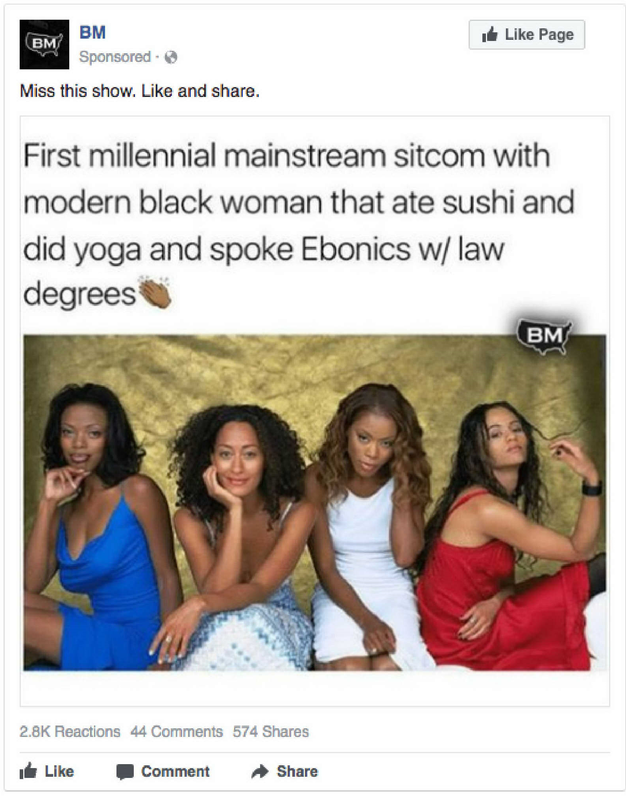 BM
BM
Sponsored ·
Like Page
Miss this show. Like and share.
First millennial mainstream sitcom with
modern black woman that ate sushi and
did yoga and spoke Ebonics w/ law
degrees👏🏾
BM
2.8K Reactions 44 Comments 574 Shares
Like Comment Share